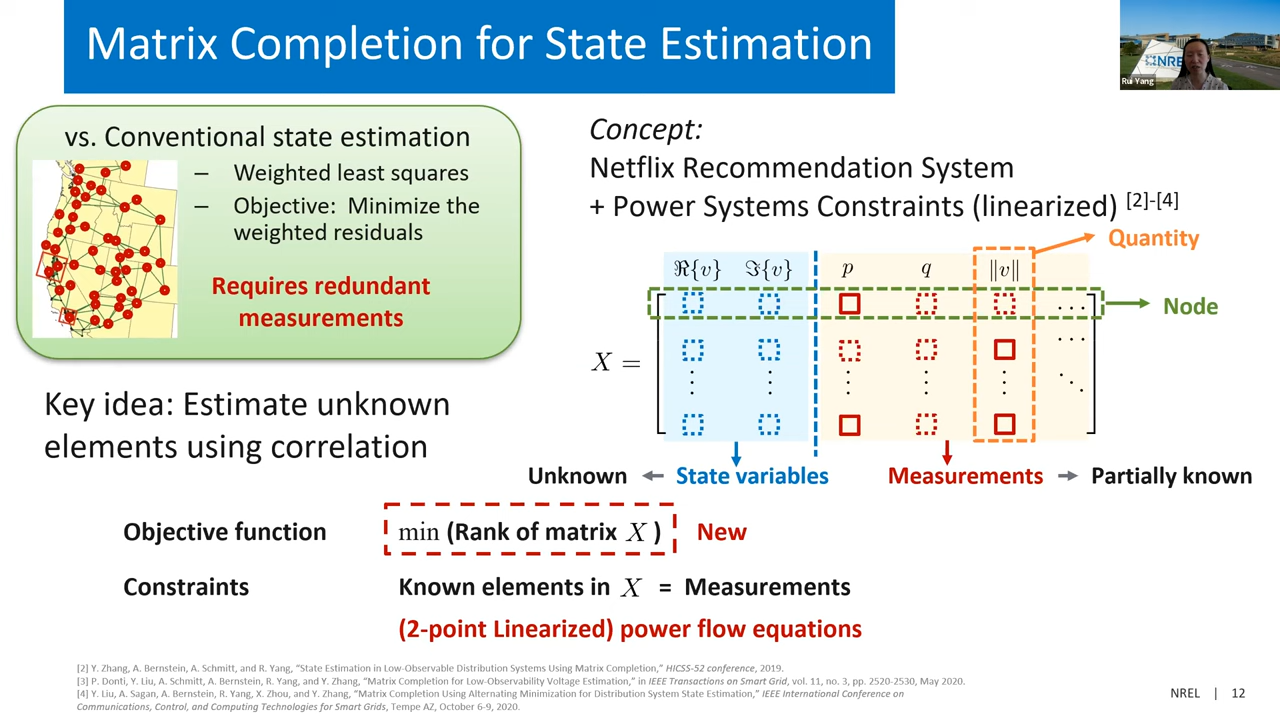 Matrix Completion for State Estimation
NREL
Rui Yang
vs. Conventional state estimation
– Weighted least squares
– Objective: Minimize the
weighted residuals
Requires redundant
measurements
Key idea: Estimate unknown
elements using correlation
Concept:
Netflix Recommendation System
+ Power Systems Constraints (linearized) [2]-[4]
Quantity
ℜ{v} ℑ{v} p q ‖v‖
Node
X =
Unknown ← State variables Measurements → Partially known
Objective function min (Rank of matrix X ) New
Constraints Known elements in X = Measurements
(2-point Linearized) power flow equations
[2] Y. Zhang, A. Bernstein, A. Schmitt, and R. Yang, “State Estimation in Low-Observable Distribution Systems Using Matrix Completion,” HICSS-52 conference, 2019.
[3] P. Donti, Y. Liu, A. Schmitt, A. Bernstein, R. Yang, and Y. Zhang, “Matrix Completion for Low-Observability Voltage Estimation,” in IEEE Transactions on Smart Grid, vol. 11, no. 3, pp. 2520-2530, May 2020.
[4] Y. Liu, A. Sagan, A. Bernstein, R. Yang, X. Zhou, and Y. Zhang, “Matrix Completion Using Alternating Minimization for Distribution System State Estimation,” IEEE International Conference on
Communications, Control, and Computing Technologies for Smart Grids, Tempe AZ, October 6-9, 2020.
NREL | 12